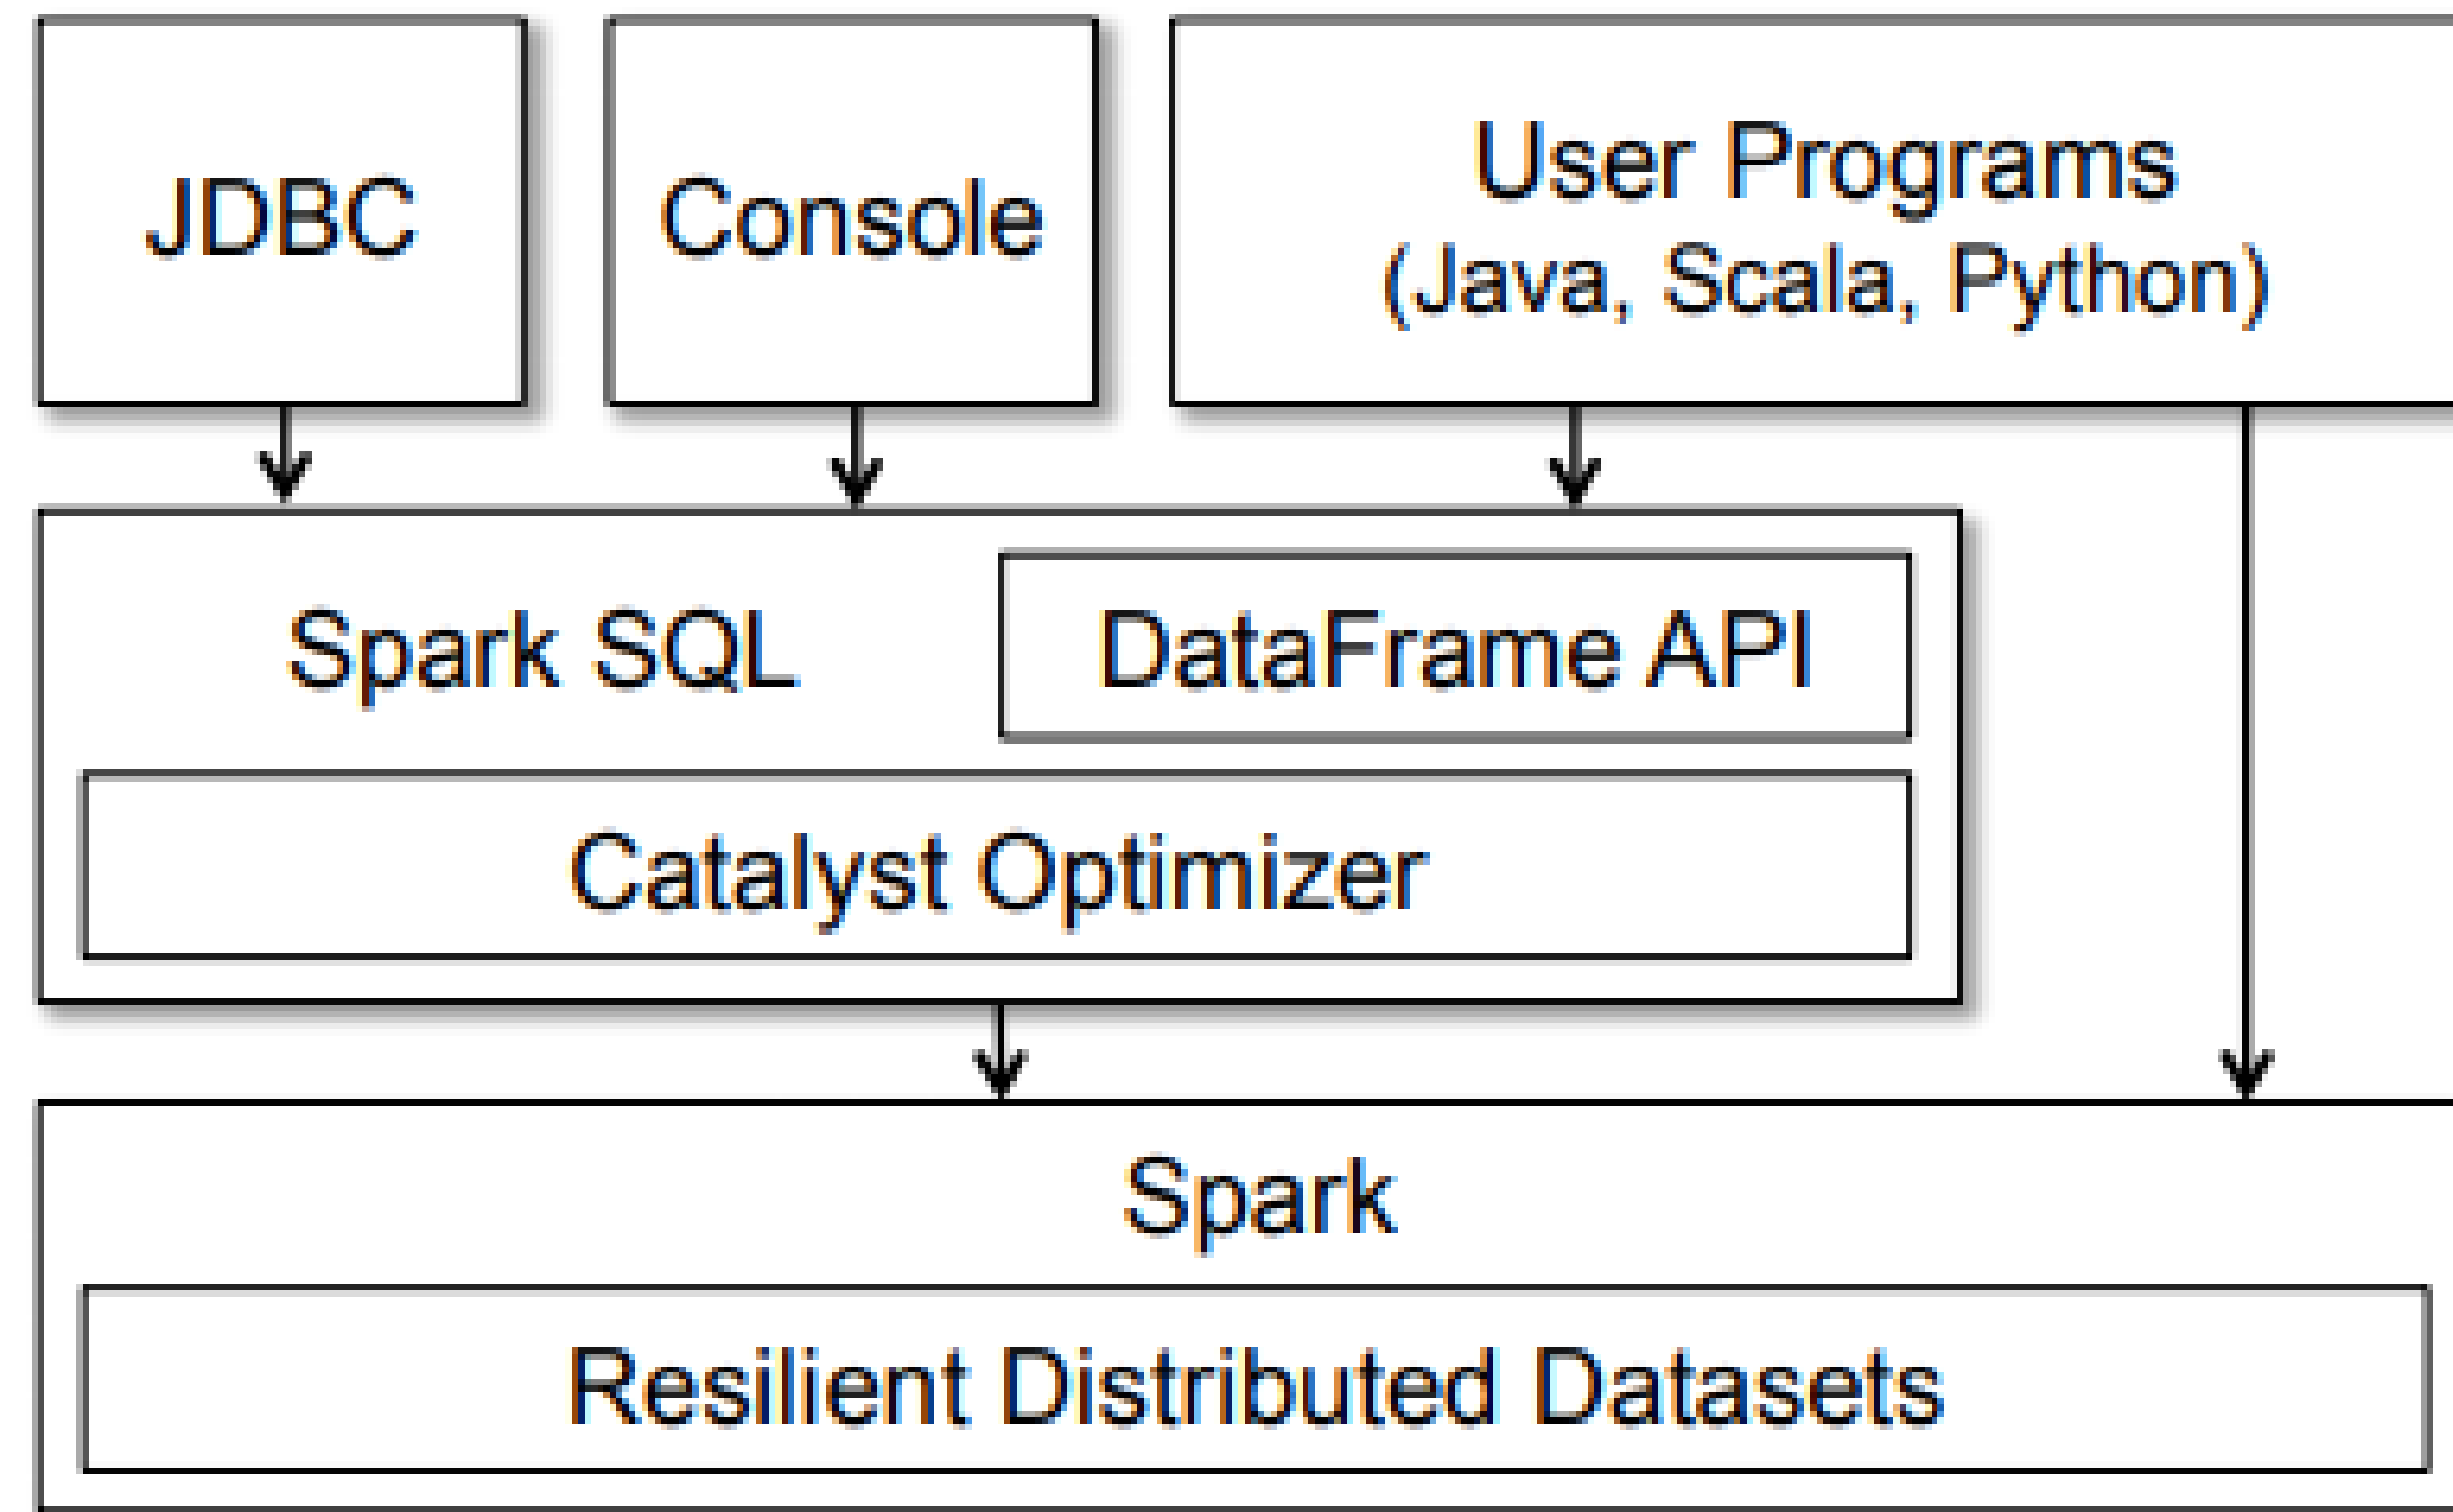 JDBC
Console
User Programs
(Java, Scala, Python)
Spark SQL
DataFrame API
Catalyst Optimizer
Spark
Resilient Distributed Datasets